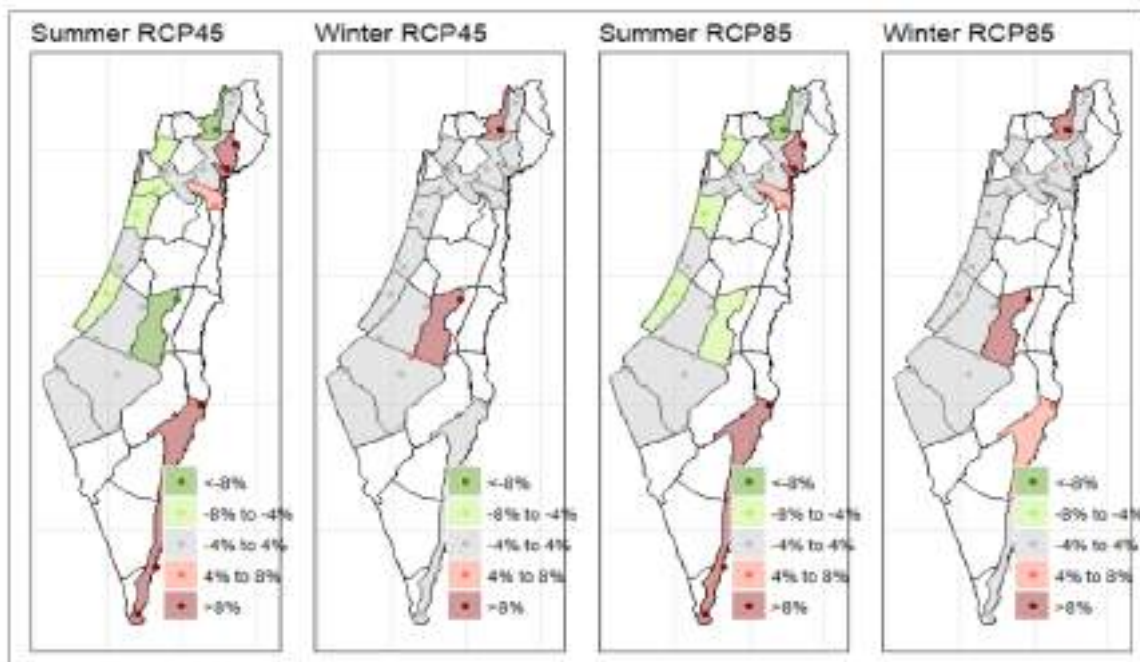 Summer RCP45
Winter RCP45
Summer RCP85
Winter RCP85
<-8%
-8% to -4%
-4% to 4%
4% to 8%
>8%
<-8%
-8% to -4%
-4% to 4%
4% to 8%
>8%
<-8%
-8% to -4%
-4% to 4%
4% to 8%
>8%
<-8%
-8% to -4%
-4% to 4%
4% to 8%
>8%